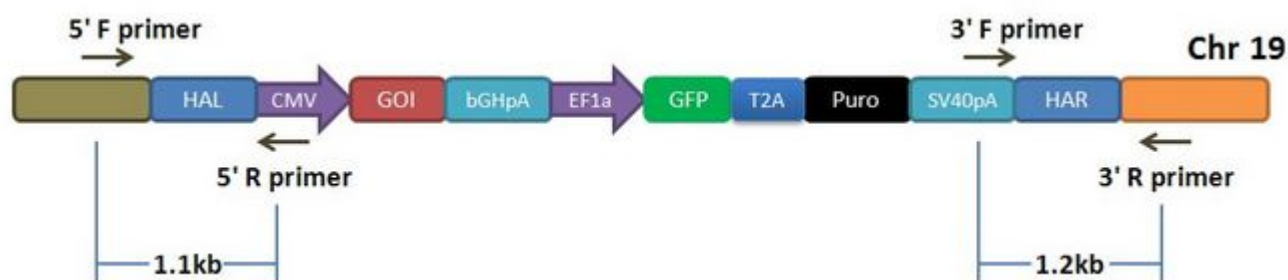 5' F primer
3' F primer
Chr 19
HAL
CMV
GOI
bGHpA
EF1a
GFP
T2A
Puro
SV40pA
HAR
5' R primer
3' R primer
1.1kb
1.2kb